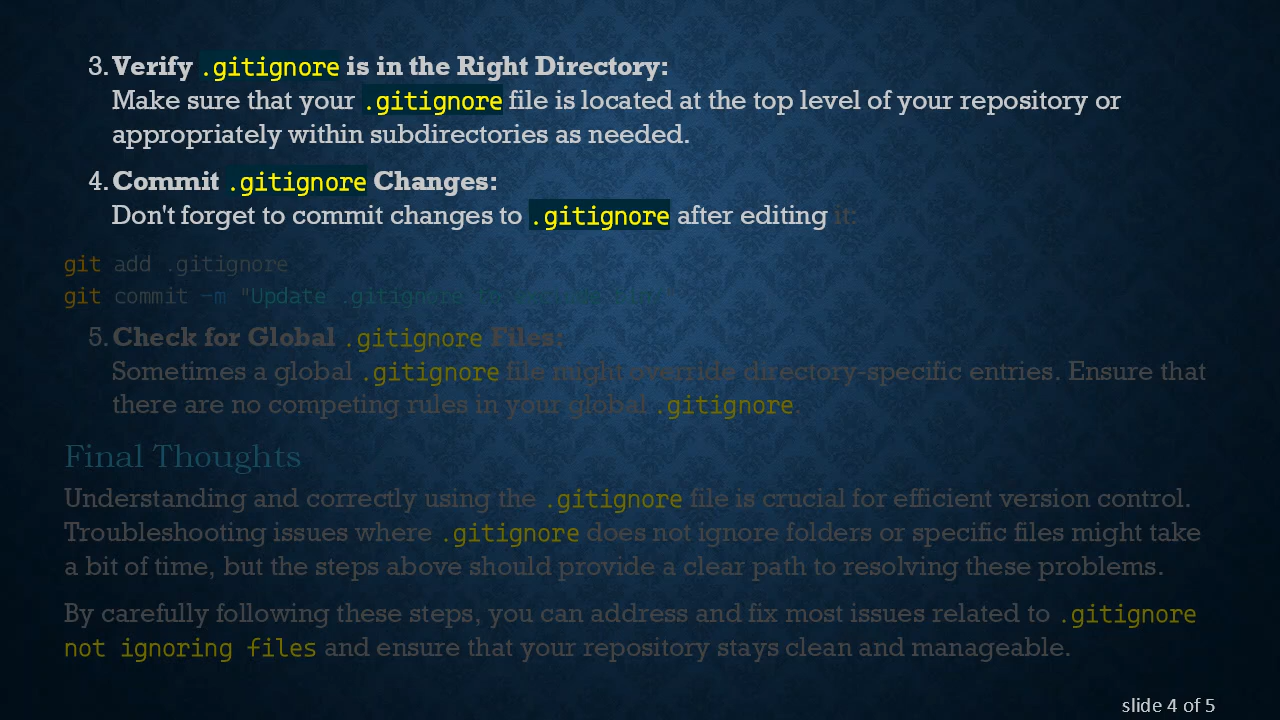 3. Verify .gitignore is in the Right Directory:
Make sure that your .gitignore file is located at the top level of your repository or
appropriately within subdirectories as needed.
4. Commit .gitignore Changes:
Don't forget to commit changes to .gitignore after editing it:
git add .gitignore
git commit -m "Update .gitignore
5. Check for Global .gitignore Files:
Sometimes a global .gitignore file might override directory-specific entries. Ensure that
there are no competing rules in your global .gitignore.
Final Thoughts
Understanding and correctly using the .gitignore file is crucial for efficient version control.
Troubleshooting issues where .gitignore does not ignore folders or specific files might take
a bit of time, but the steps above should provide a clear path to resolving these problems.
By carefully following these steps, you can address and fix most issues related to .gitignore
not ignoring files and ensure that your repository stays clean and manageable.
slide 4 of 5